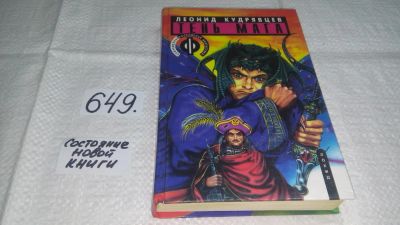 649.
состояние
новой
книги
ЛЕОНИД КУДРЯВЦЕВ
ТЕНЬ МАГА